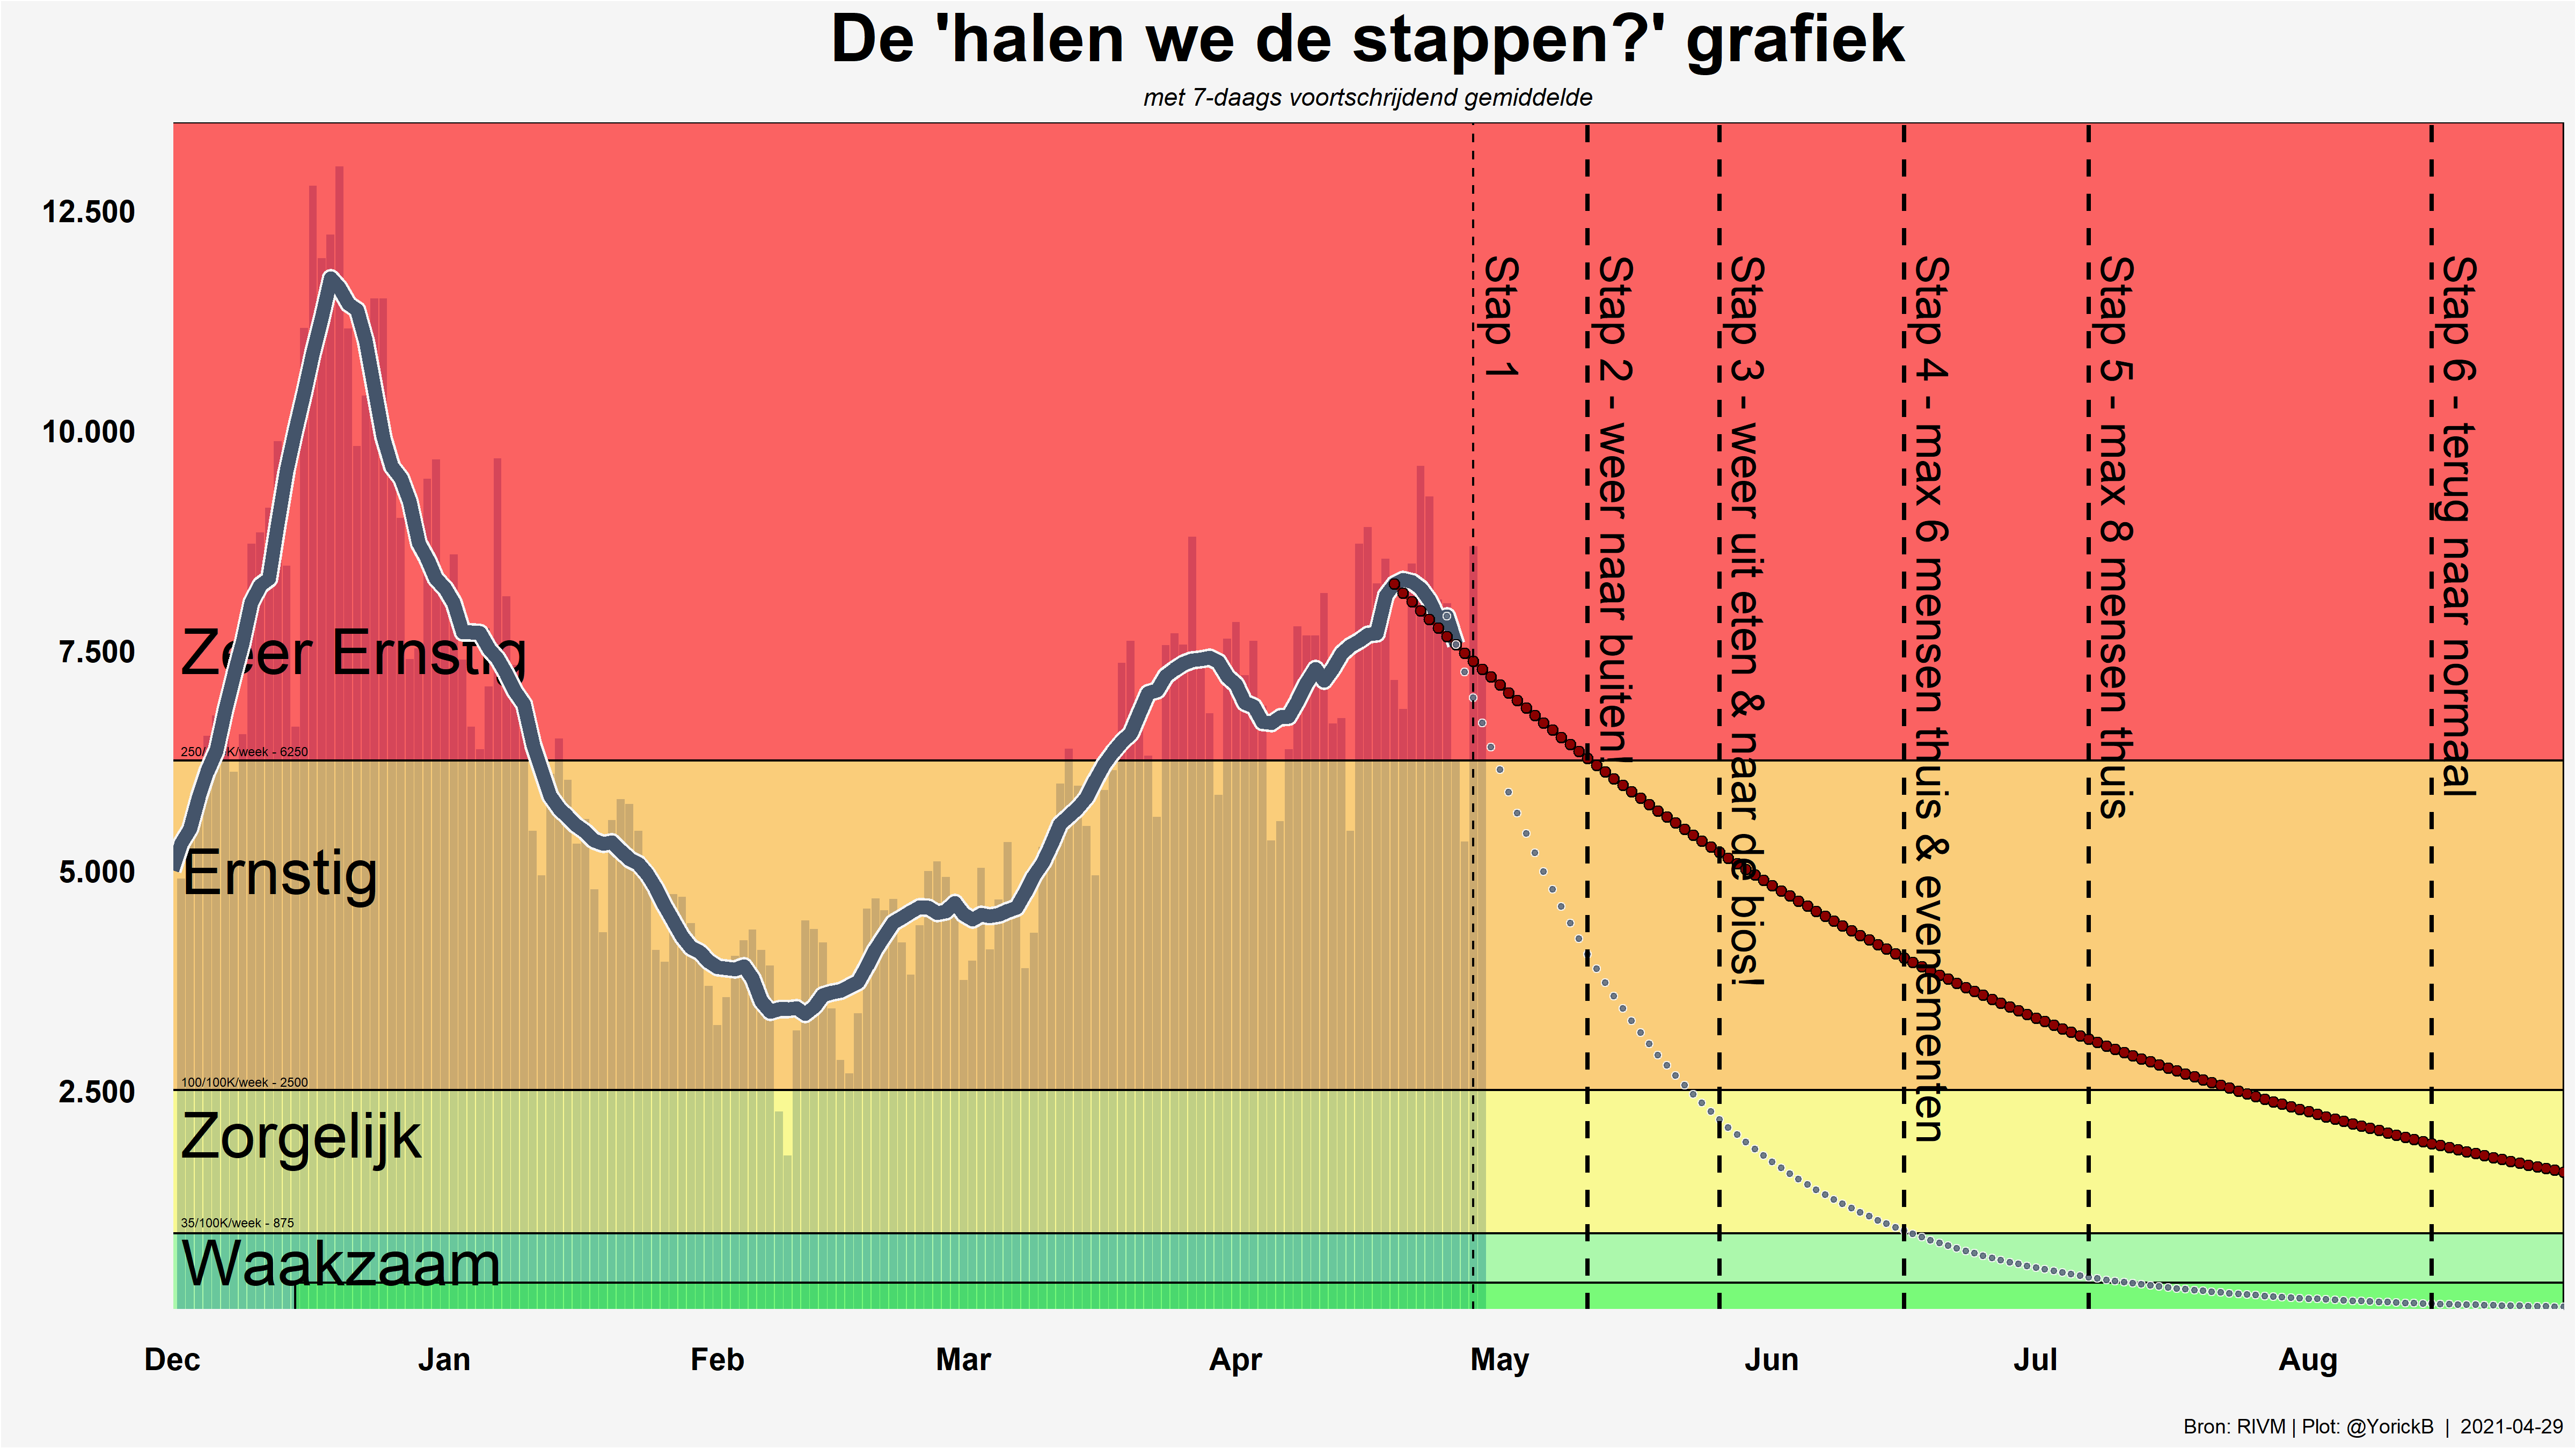 De 'halen we de stappen?' grafiek
met 7-daags voortschrijdend gemiddelde
12.500
10.000
7.500
5.000
2.500
Zeer Ernstig
250/100K/week - 6250
Ernstig
100/100K/week - 2500
Zorgelijk
35/100K/week - 875
Waakzaam
Stap 1
Stap 2 - weer naar buiten!
Stap 3 - weer uit eten & naar de bios!
Stap 4 - max 6 mensen thuis & evenementen
Stap 5 - max 8 mensen thuis
Stap 6 - terug naar normaal
Dec Jan Feb Mar Apr May Jun Jul Aug
Bron: RIVM | Plot: @YorickB | 2021-04-29